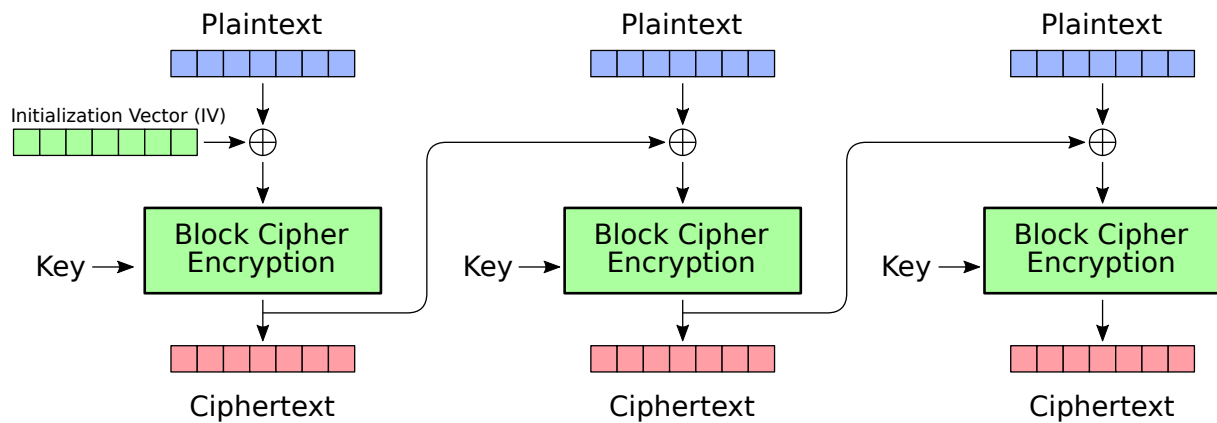 Plaintext
Plaintext
Plaintext
Initialization Vector (IV)
Block Cipher
Encryption
Key
Block Cipher
Encryption
Key
Block Cipher
Encryption
Key
Ciphertext
Ciphertext
Ciphertext